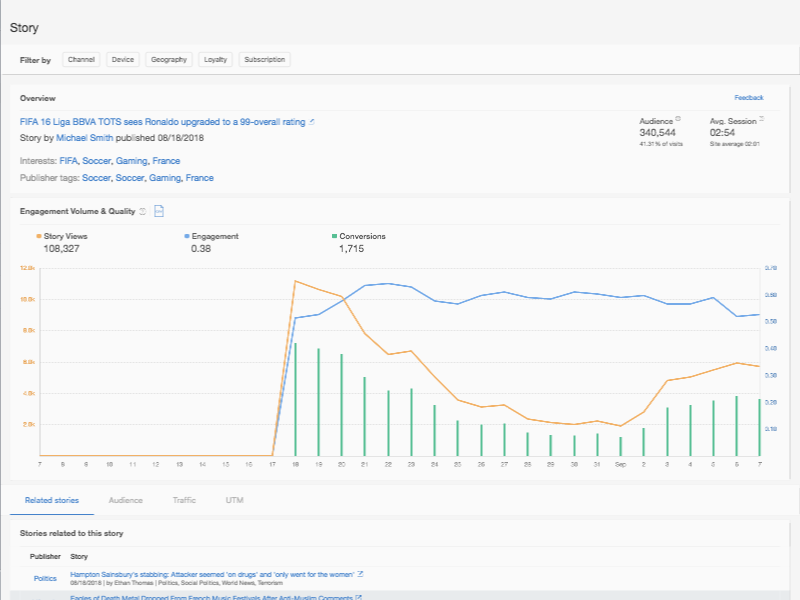 Story
Filter by Channel Device Geography Loyalty Subscription
Overview Feedback
FIFA 16 Liga BBVA TOTS sees Ronaldo upgraded to a 99-overall rating
Story by Michael Smith published 08/18/2018
Interests: FIFA, Soccer, Gaming, France
Publisher tags: Soccer, Soccer, Gaming, France
Audience Avg. Session
340,544 02:54
41.31% of visits Site average 02:01
Engagement Volume & Quality
Story Views Engagement Conversions
108,327 0.38 1,715
12.0k
10.0k
8.0k
6.0k
4.0k
2.0k
0.70
0.60
0.50
0.40
0.30
0.20
0.10
7 8 9 10 11 12 13 14 15 16 17 18 19 20 21 22 23 24 25 26 27 28 29 30 31 Sep 2 3 4 5 6 7
Related stories Audience Traffic UTM
Stories related to this story
Publisher Story
Politics Hampton Sainsbury's stabbing: Attacker seemed 'on drugs' and 'only went for the women'
08/18/2018 | by Ethan Thomas | Politics, Social Politics, World News, Terrorism
Eagles of Death Metal Dropped From French Music Festivals After Anti-Muslim Comments